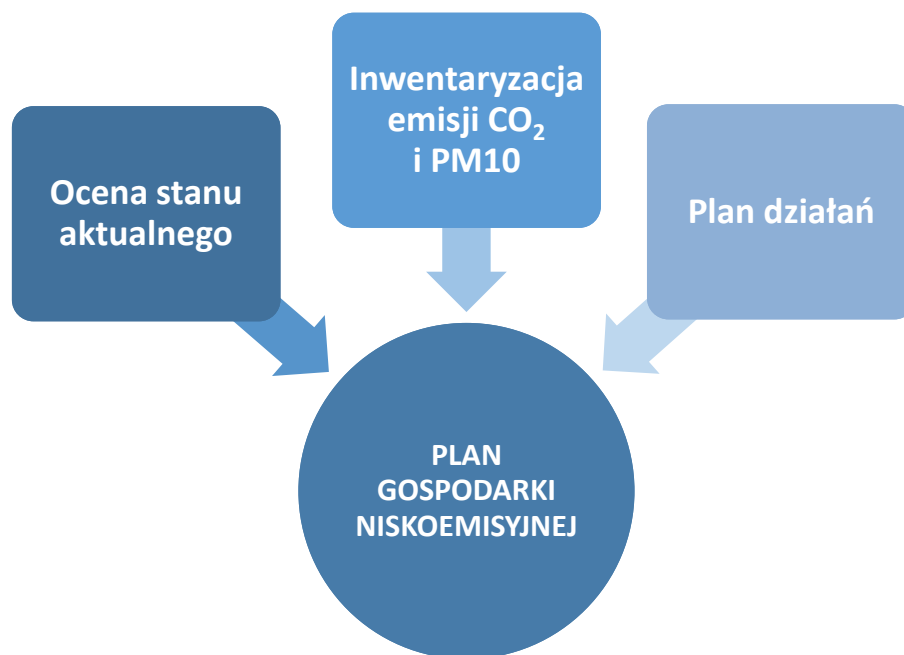 Ocena stanu
aktualnego
Inwentaryzacja
emisji CO₂
i PM10
Plan działań
PLAN
GOSPODARKI
NISKOEMISYJNEJ